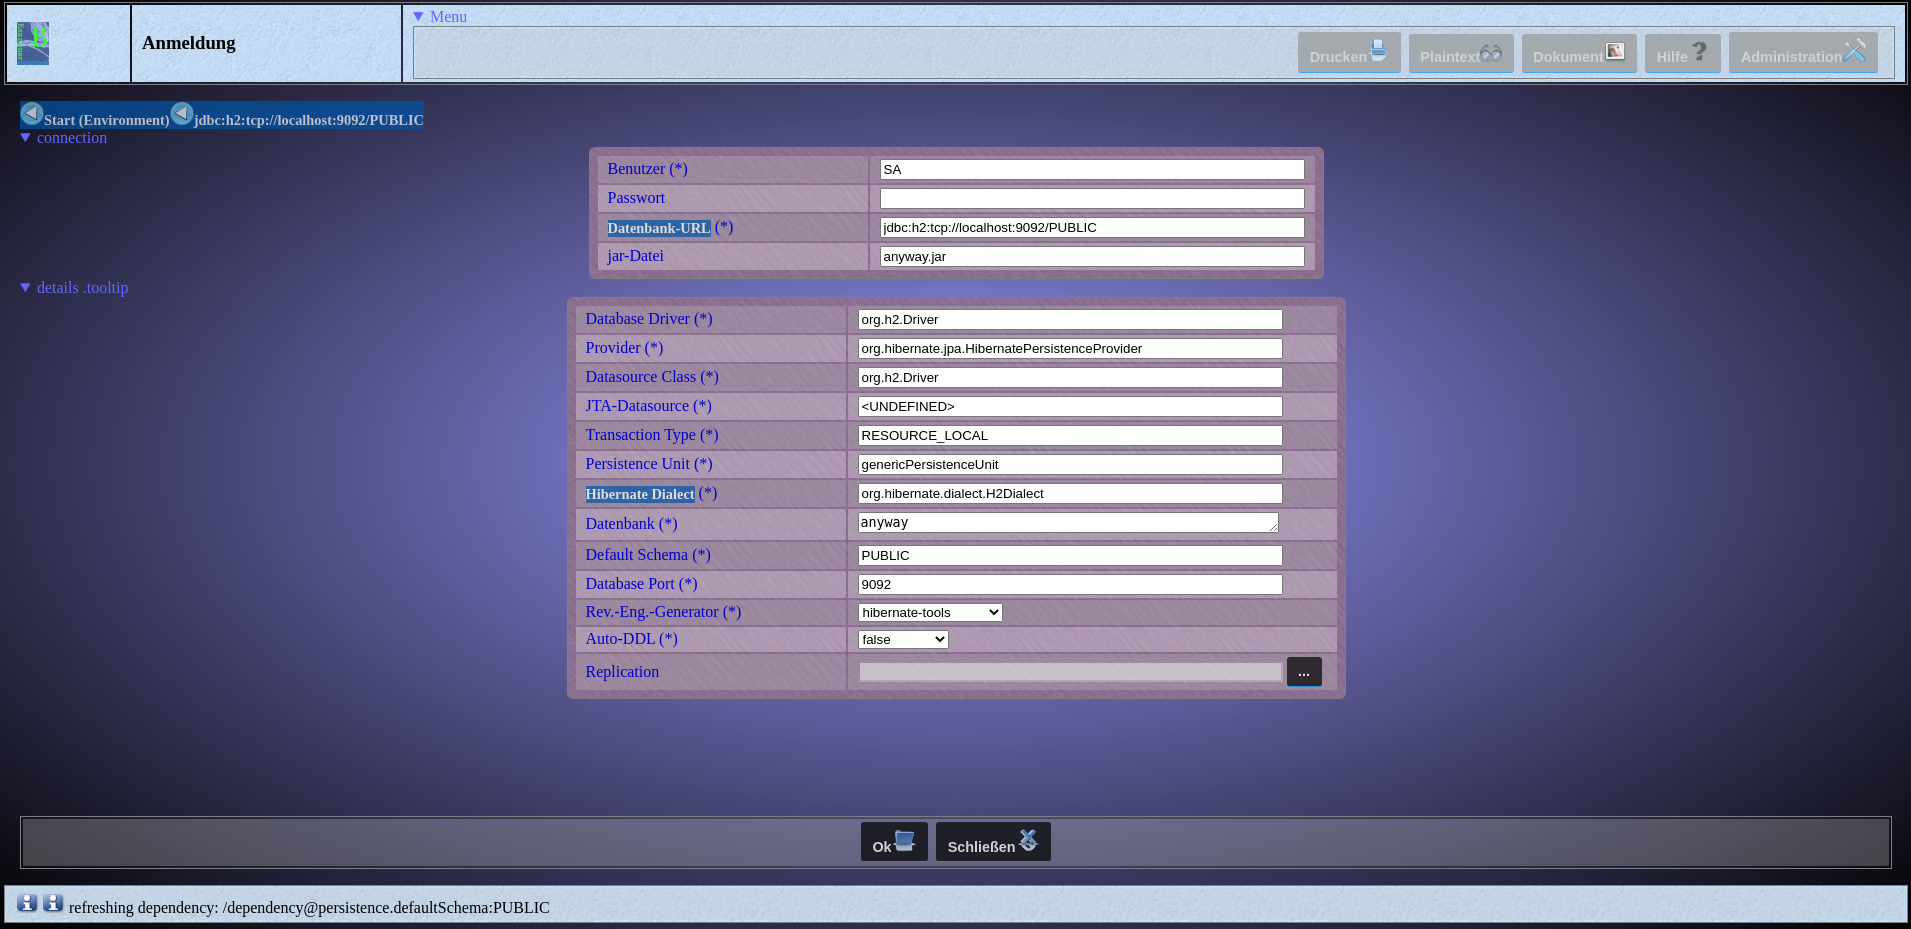 Anmeldung
Menu
Drucken Plaintext Dokument Hilfe Administration
Start (Environment) jdbc:h2:tcp://localhost:9092/PUBLIC
connection
Benutzer (*) SA
Passwort
Datenbank-URL (*) jdbc:h2:tcp://localhost:9092/PUBLIC
jar-Datei anyway.jar
details .tooltip
Database Driver (*) org.h2.Driver
Provider (*) org.hibernate.jpa.HibernatePersistenceProvider
Datasource Class (*) org.h2.Driver
JTA-Datasource (*) <UNDEFINED>
Transaction Type (*) RESOURCE_LOCAL
Persistence Unit (*) genericPersistenceUnit
Hibernate Dialect (*) org.hibernate.dialect.H2Dialect
Datenbank (*) anyway
Default Schema (*) PUBLIC
Database Port (*) 9092
Rev.-Eng.-Generator (*) hibernate-tools
Auto-DDL (*) false
Replication ...
Ok Schließen
refreshing dependency: /dependency@persistence.defaultSchema:PUBLIC